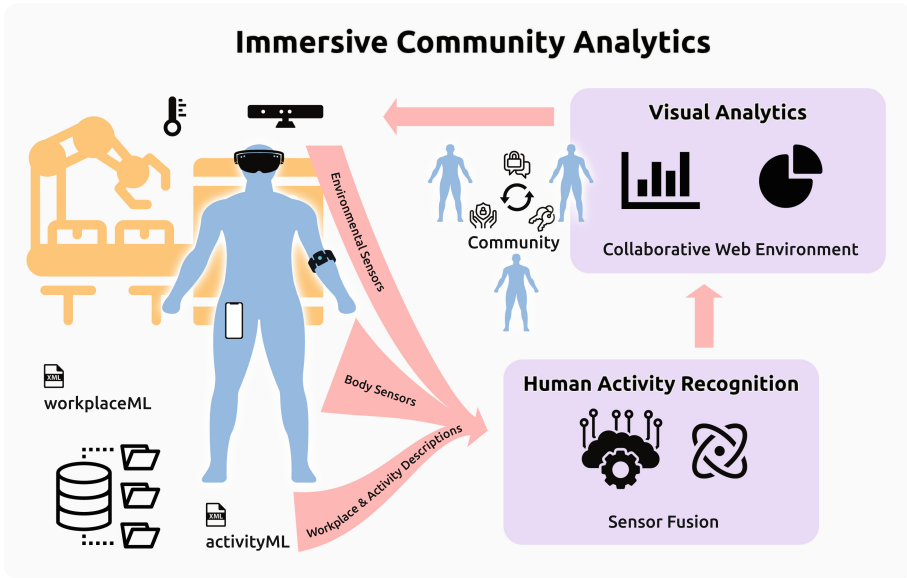 Immersive Community Analytics
Visual Analytics
Collaborative Web Environment
Environmental Sensors
Community
Body Sensors
Workplace & Activity Descriptions
Human Activity Recognition
Sensor Fusion
XML
workplaceML
XML
activityML